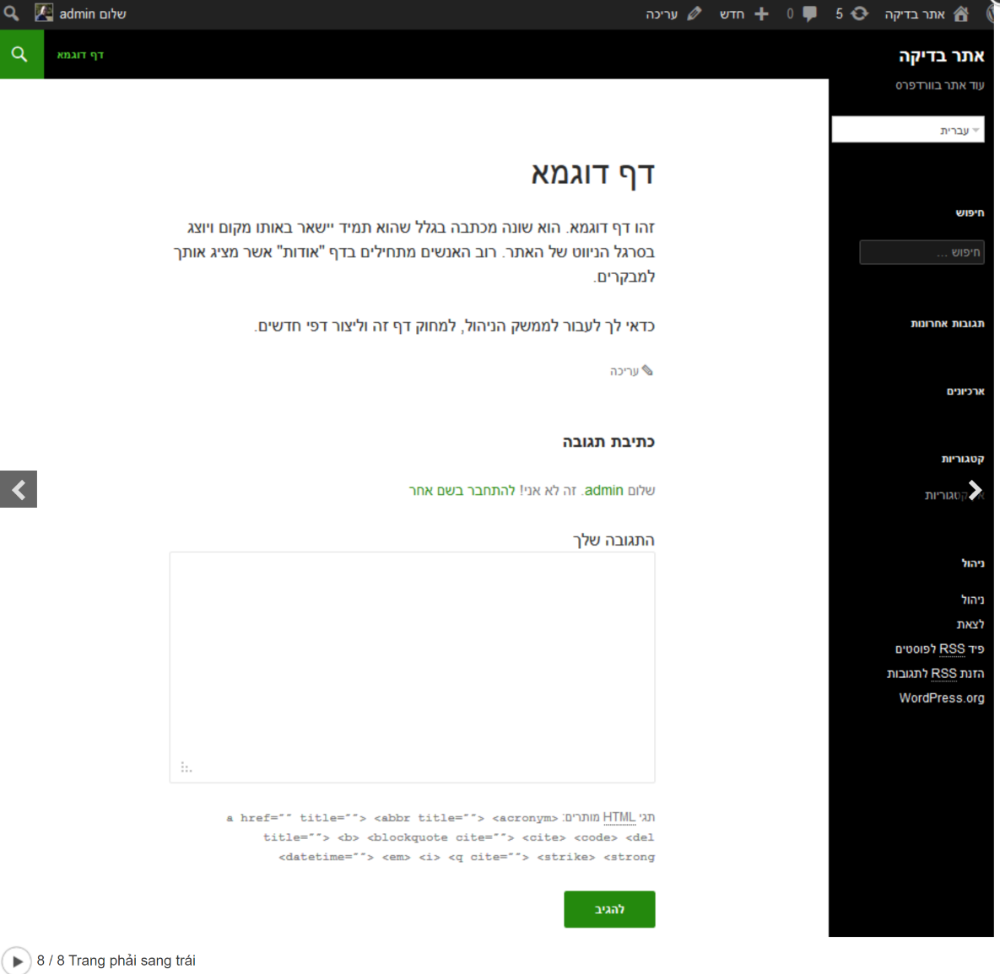 אתר בדיקה
5
0
חדש
עריכה
שלום admin
אתר בדיקה
עוד אתר בוורדפרס
דף דוגמא
עברית
חיפוש
חיפוש ...
תגובות אחרונות
ארכיונים
קטגוריות
קטגוריות
ניהול
ניהול
לצאת
פיד RSS לפוסטים
הזנת RSS לתגובות
WordPress.org
דף דוגמא
זהו דף דוגמא. הוא שונה מכתבה בגלל שהוא תמיד יישאר באותו מקום ויוצג
בסרגל הניווט של האתר. רוב האנשים מתחילים בדף "אודות" אשר מציג אותך
למבקרים.
כדאי לך לעבור לממשק הניהול, למחוק דף זה וליצור דפי חדשים.
עריכה
כתיבת תגובה
שלום admin. זה לא אני! להתחבר בשם אחר
התגובה שלך
תגי HTML מותרים: a href="" title=""> <abbr title=""> <acronym>
title=""> <b> <blockquote cite=""> <cite> <code> <del
<datetime=""> <em> <i> <q cite=""> <strike> <strong
להגיב
8 / 8 Trang phải sang trái